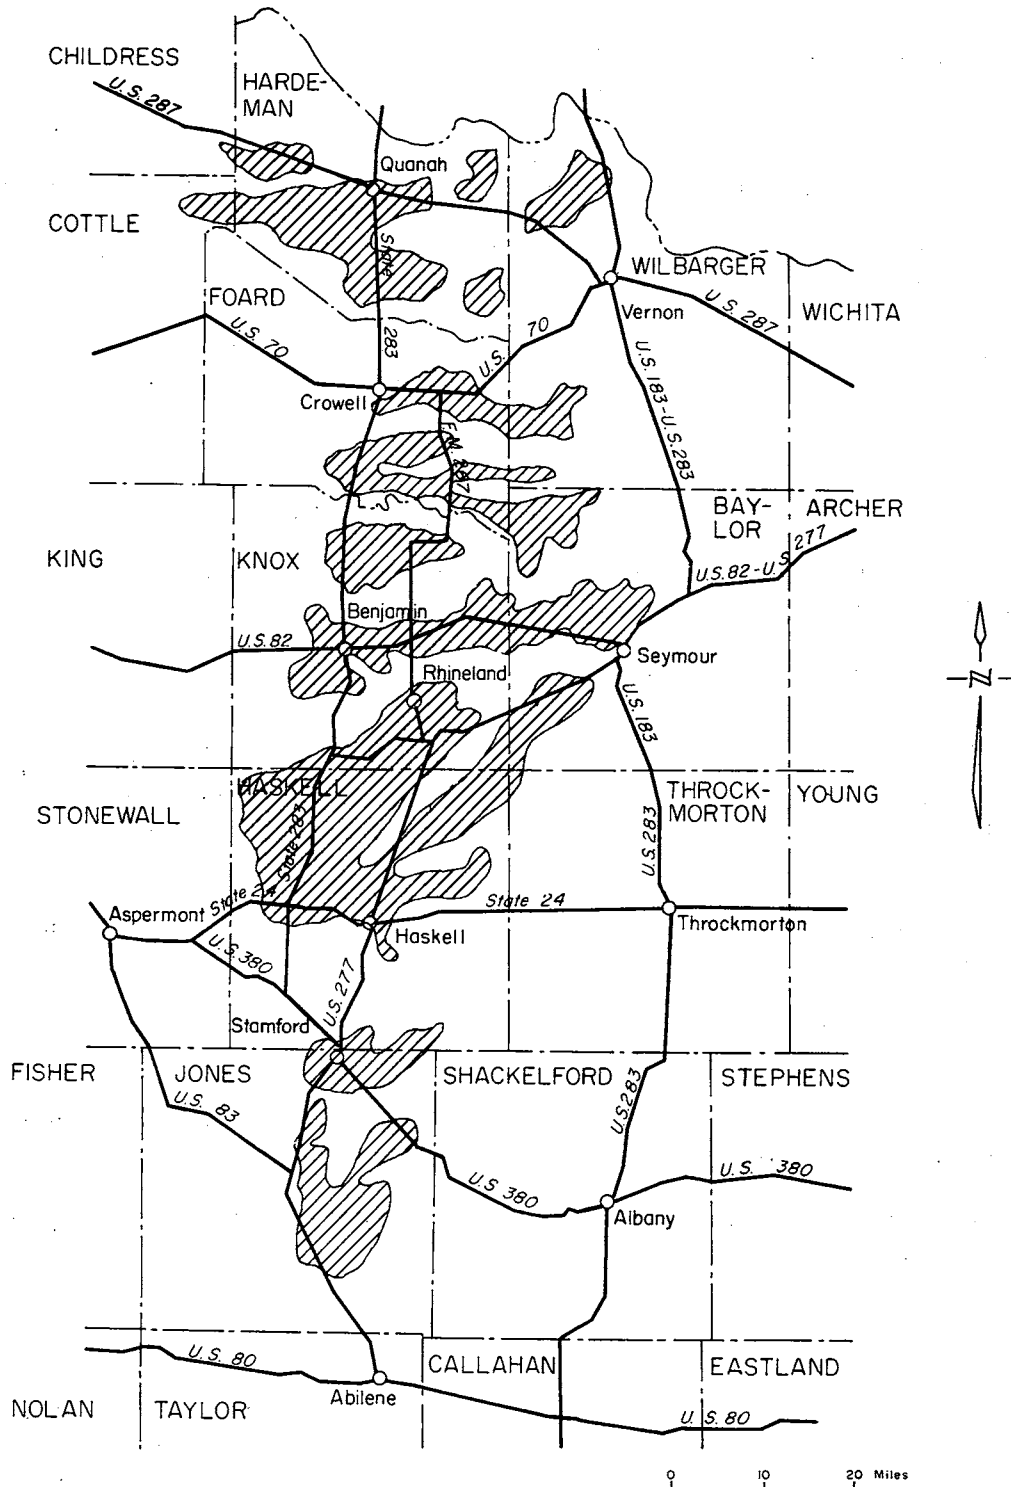 CHILDRESS
HARDE-
MAN
U.S. 287
Quanah
COTTLE
State
283
WILBARGER
FOARD
Vernon
U.S. 287
WICHITA
U.S. 70
U.S. 70
U.S. 183-U.S. 283
Crowell
F.M. 267
BAY-
LOR
ARCHER
KING
KNOX
U.S. 82-U.S. 277
Benjamin
U.S. 82
Seymour
Rhineland
N
U.S. 183
HASKELL
THROCK-
MORTON
YOUNG
STONEWALL
State 283
U.S. 283
State 24
State 24
Aspermont
Throckmorton
Haskell
U.S. 380
U.S. 277
Stamford
FISHER
JONES
SHACKELFORD
STEPHENS
U.S. 83
U.S. 283
U.S. 380
U.S. 380
Albany
U.S. 80
CALLAHAN
EASTLAND
Abilene
NOLAN
TAYLOR
U.S. 80
0 10 20 Miles